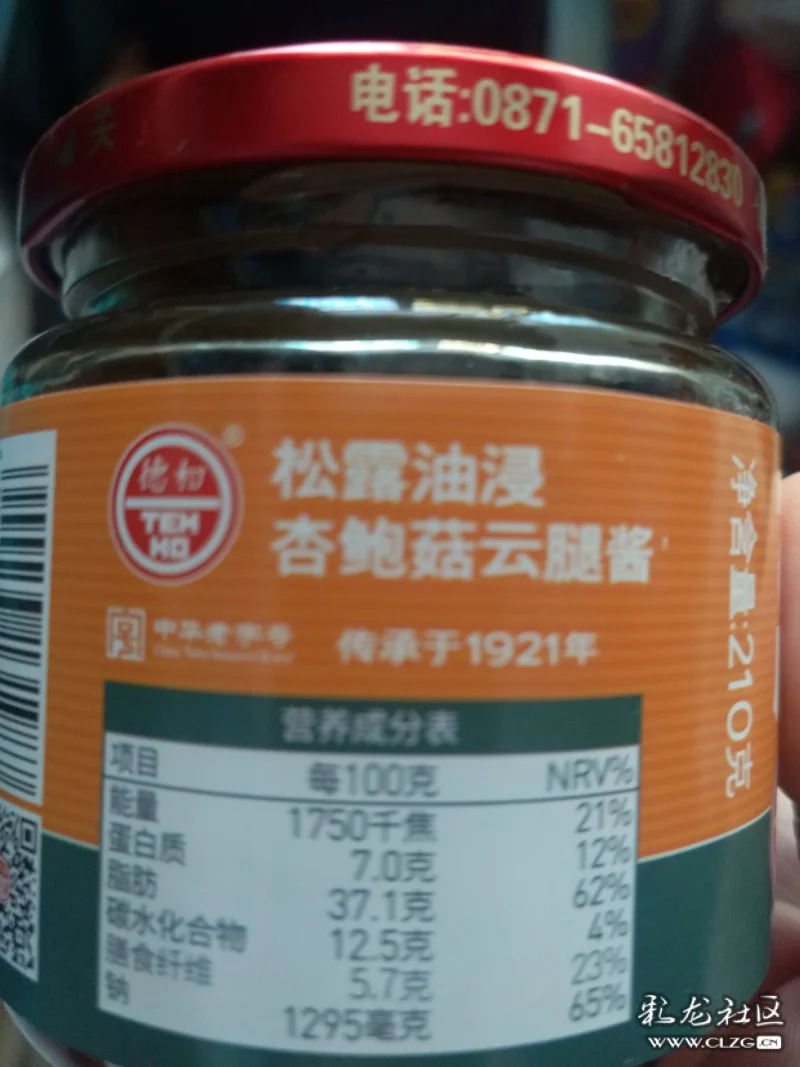 电话:0871-65812830
德和
TEH
HO
®
松露油浸
杏鲍菇云腿酱
净含量:210克
中华老字号
传承于1921年
营养成分表
项目 每100克 NRV%
能量 1750千焦 21%
蛋白质 7.0克 12%
脂肪 37.1克 62%
碳水化合物 12.5克 4%
膳食纤维 5.7克 23%
钠 1295毫克 65%
彩龙社区
WWW.CLZG.CN